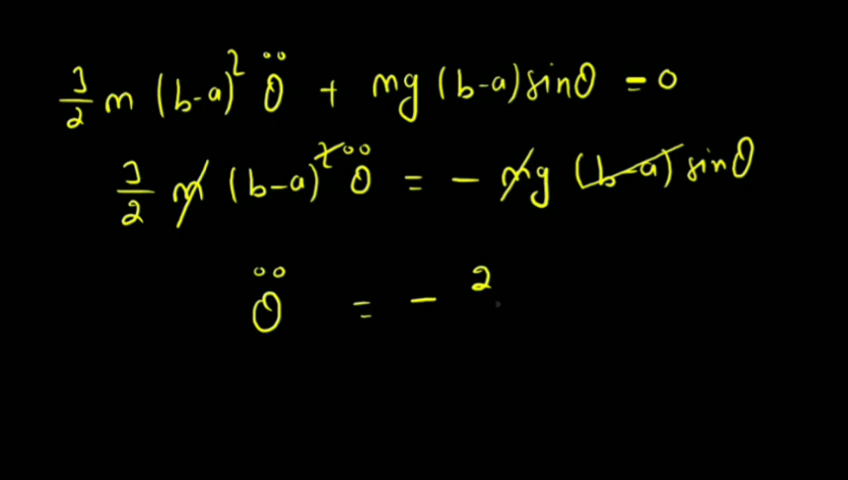 3/2 m (b-a)² θ̈ + mg (b-a) sinθ = 0
3/2 m (b-a)² θ̈ = - mg (b-a) sinθ
θ̈ = - 2